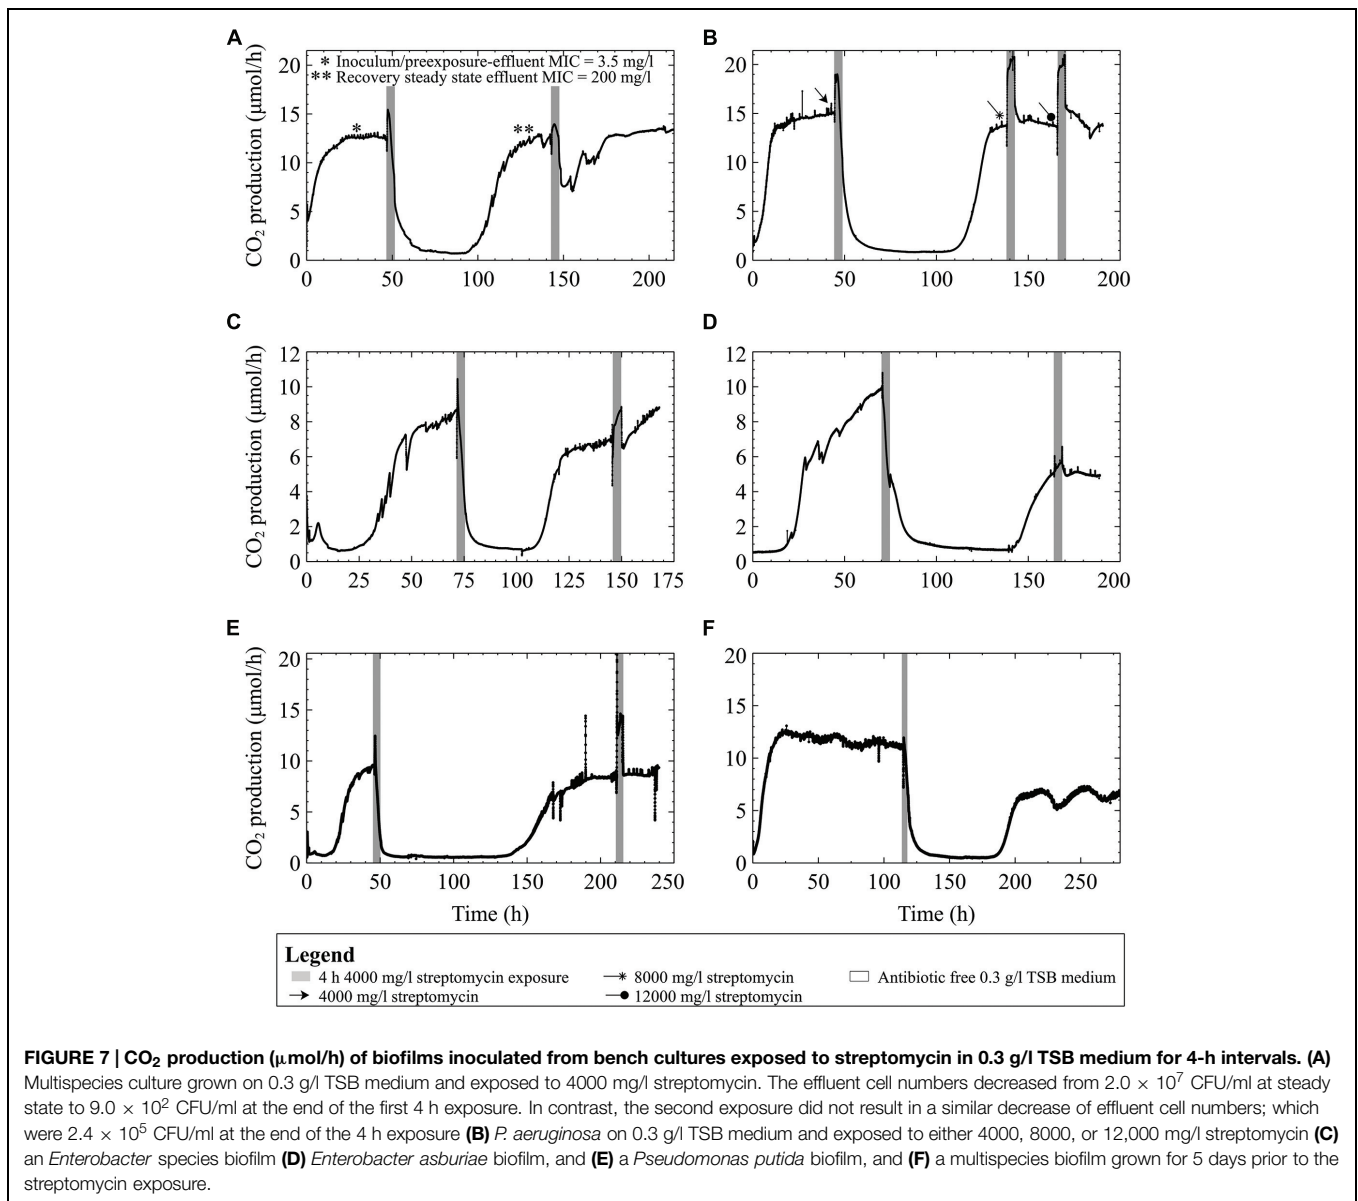 A
CO2 production (μmol/h)
20
15
10
5
0
* Inoculum/preexposure-effluent MIC = 3.5 mg/l
** Recovery steady state effluent MIC = 200 mg/l
*
**
0 50 100 150 200
B
20
15
10
5
0
0 50 100 150 200
C
CO2 production (μmol/h)
12
10
8
6
4
2
0
0 25 50 75 100 125 150 175
D
12
10
8
6
4
2
0
0 50 100 150 200
E
CO2 production (μmol/h)
20
15
10
5
0
0 50 100 150 200 250
Time (h)
F
20
15
10
5
0
0 50 100 150 200 250
Time (h)
Legend
4 h 4000 mg/l streptomycin exposure
8000 mg/l streptomycin
Antibiotic free 0.3 g/l TSB medium
4000 mg/l streptomycin
12000 mg/l streptomycin
FIGURE 7 | CO2 production (μmol/h) of biofilms inoculated from bench cultures exposed to streptomycin in 0.3 g/l TSB medium for 4-h intervals. (A)
Multispecies culture grown on 0.3 g/l TSB medium and exposed to 4000 mg/l streptomycin. The effluent cell numbers decreased from 2.0 × 10⁷ CFU/ml at steady
state to 9.0 × 10² CFU/ml at the end of the first 4 h exposure. In contrast, the second exposure did not result in a similar decrease of effluent cell numbers; which
were 2.4 × 10⁵ CFU/ml at the end of the 4 h exposure (B) P. aeruginosa on 0.3 g/l TSB medium and exposed to either 4000, 8000, or 12,000 mg/l streptomycin (C)
an Enterobacter species biofilm (D) Enterobacter asburiae biofilm, and (E) a Pseudomonas putida biofilm, and (F) a multispecies biofilm grown for 5 days prior to the
streptomycin exposure.